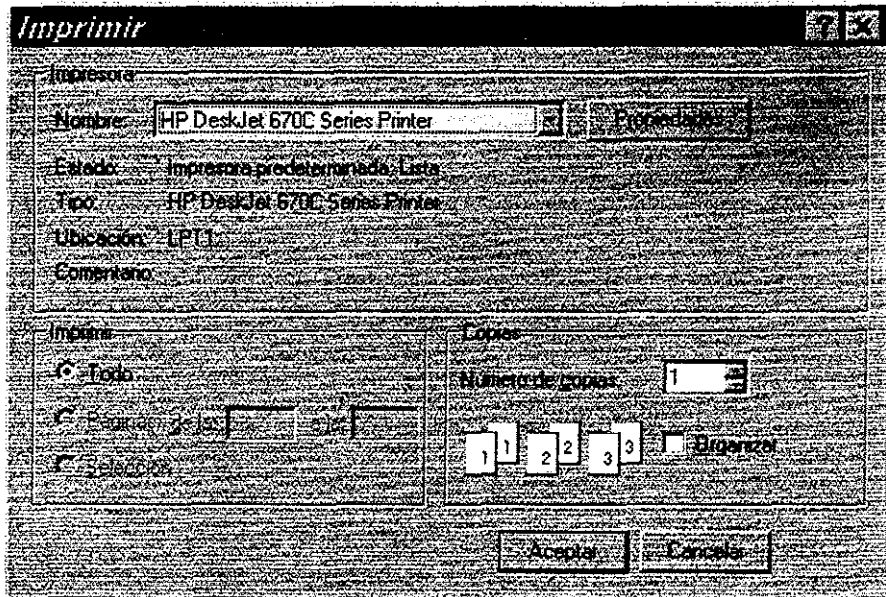 Imprimir
Impresora
Nombre: HP DeskJet 670C Series Printer Propiedades
Estado: Impresora predeterminada; Lista
Tipo: HP DeskJet 670C Series Printer
Ubicación: LPT1:
Comentario:
Imprimir
Todo
Páginas de las a las
Selección
Copias
Número de copias 1
1 1 2 2 3 3 Organizar
Aceptar Cancelar